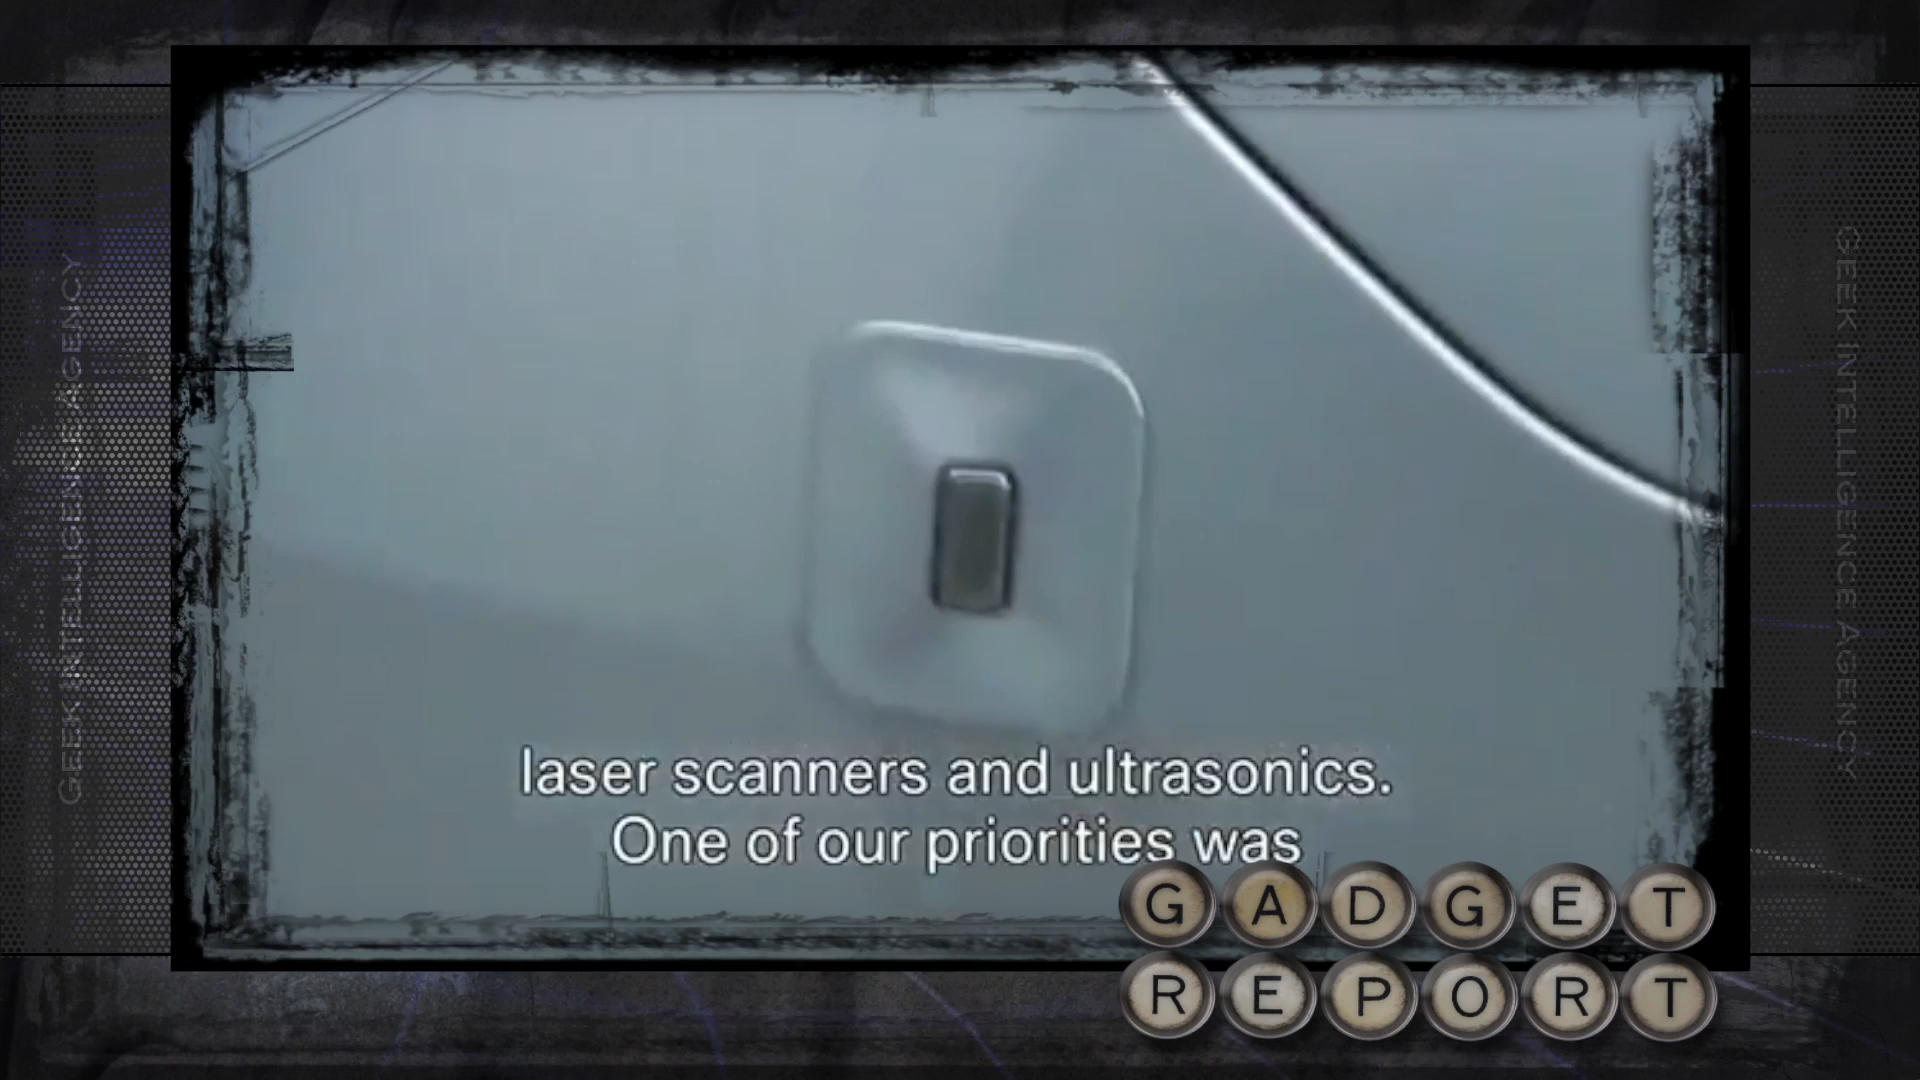 GEEK INTELLIGENCE AGENCY
GEEK INTELLIGENCE AGENCY
laser scanners and ultrasonics.
One of our priorities was
GADGET
REPORT